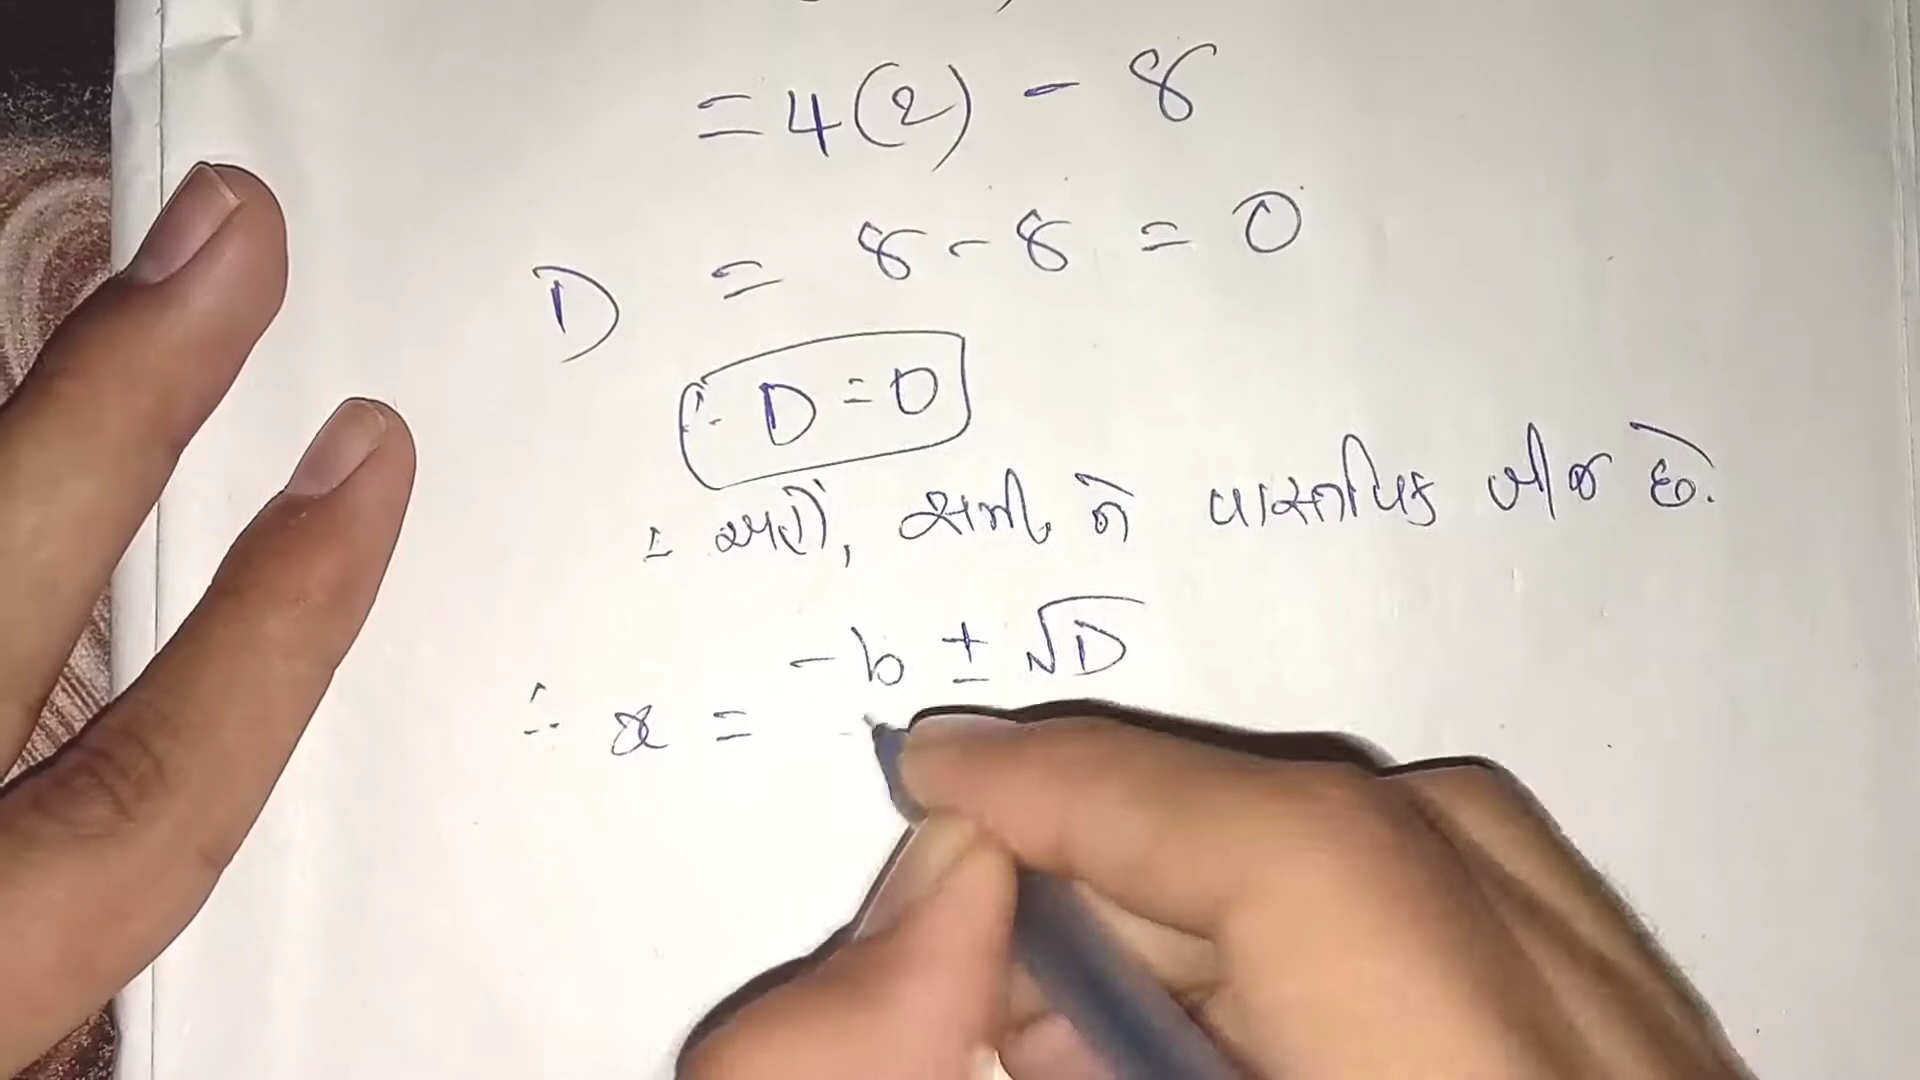 = 4(2) - 8
D = 8 - 8 = 0
∴ D = 0
∴ અહીં, સમી. ને વાસ્તવિક બીજ છે.
-b ± √D
∴ x =